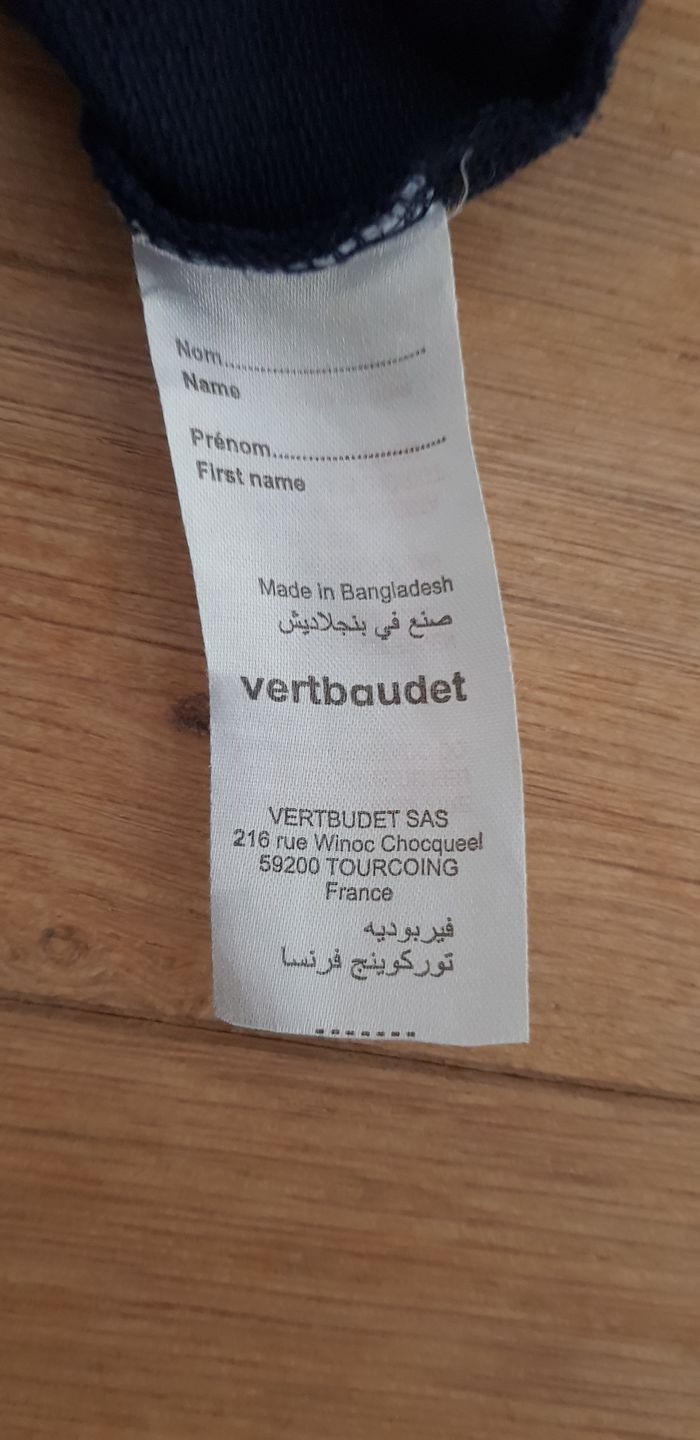 Nom..............................
Name
Prénom..........................
First name
Made in Bangladesh
صنع في بنجلاديش
vertbaudet
VERTBUDET SAS
216 rue Winoc Chocqueel
59200 TOURCOING
France
فيربوديه
توركوينج فرنسا